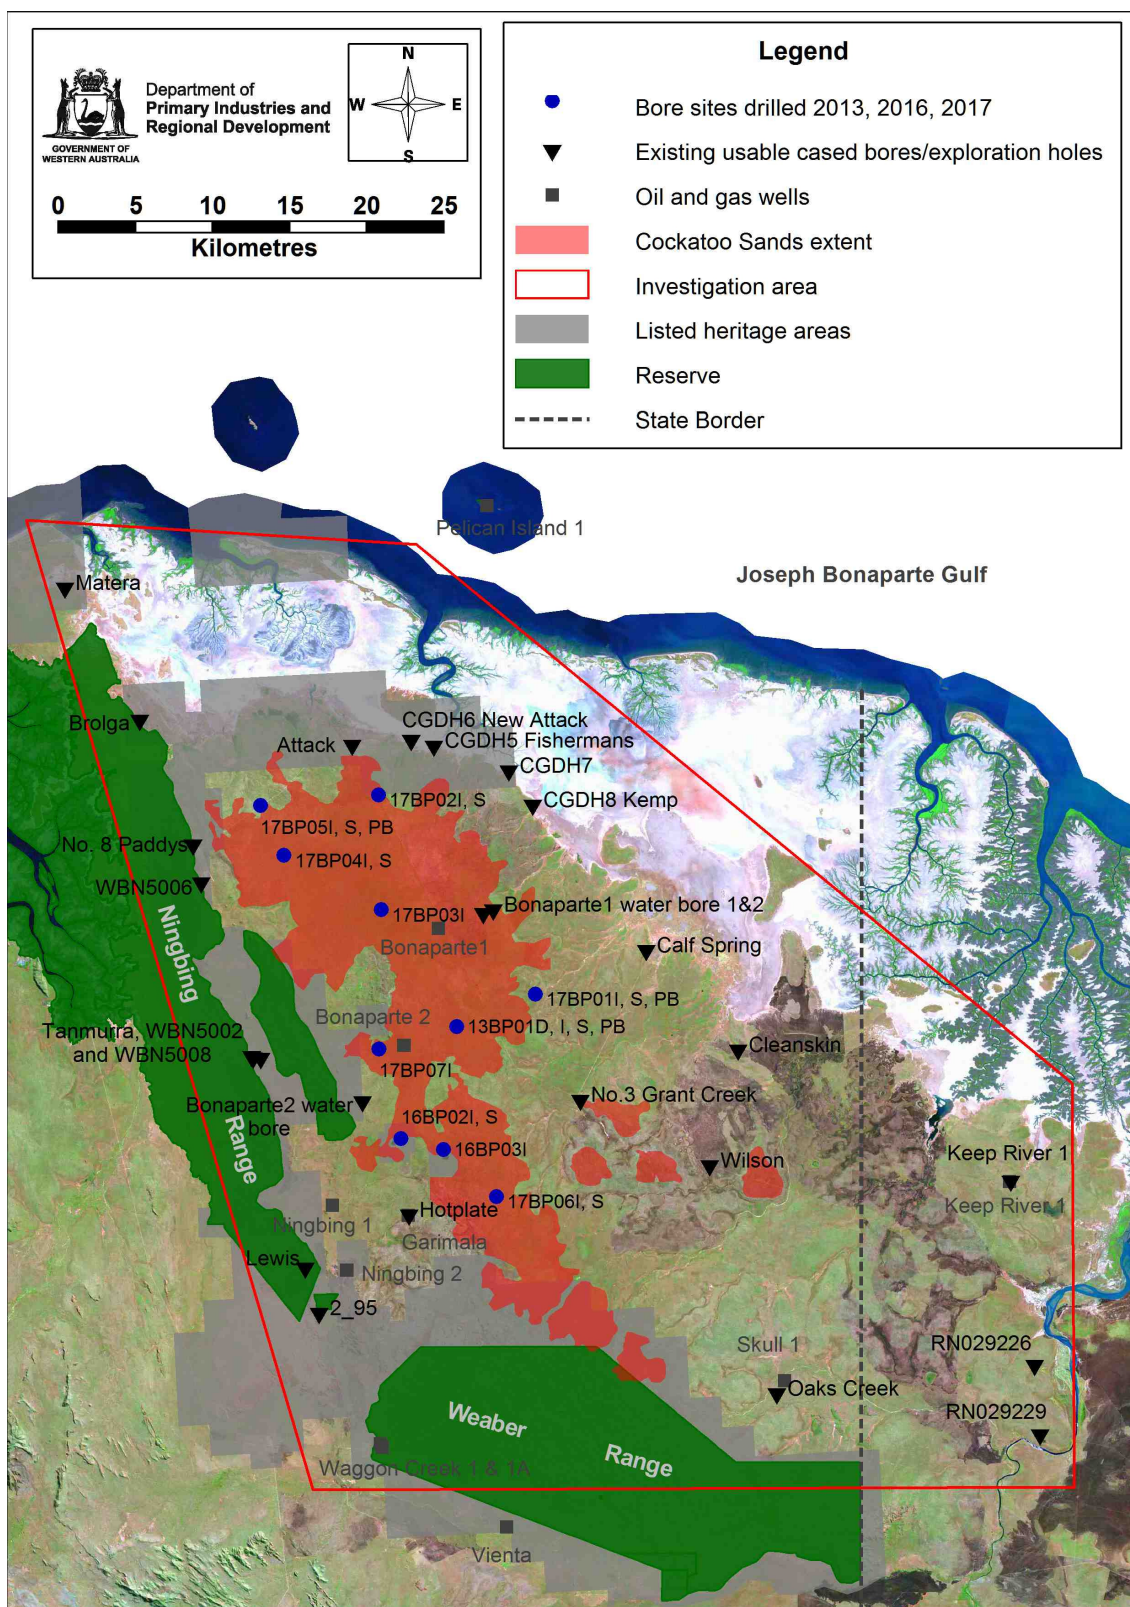 Department of
Primary Industries and
Regional Development
GOVERNMENT OF
WESTERN AUSTRALIA
N
W
E
S
0 5 10 15 20 25
Kilometres
Legend
Bore sites drilled 2013, 2016, 2017
Existing usable cased bores/exploration holes
Oil and gas wells
Cockatoo Sands extent
Investigation area
Listed heritage areas
Reserve
State Border
Pelican Island 1
Joseph Bonaparte Gulf
Matera
Brolga
CGDH6 New Attack
Attack
CGDH5 Fishermans
CGDH7
17BP02I, S
CGDH8 Kemp
17BP05I, S, PB
No. 8 Paddys
17BP04I, S
WBN5006
Ningbing
17BP03I
Bonaparte1 water bore 1&2
Bonaparte1
Calf Spring
17BP01I, S, PB
Bonaparte 2
13BP01D, I, S, PB
Tanmurra, WBN5002
and WBN5008
Cleanskin
17BP07I
Bonaparte2 water
bore
No.3 Grant Creek
Range
16BP02I, S
16BP03I
Wilson
Keep River 1
Keep River 1
17BP06I, S
Ningbing 1
Hotplate
Garimala
Lewis
Ningbing 2
2_95
Skull 1
RN029226
Oaks Creek
RN029229
Weaber
Range
Waggon Creek 1 & 1A
Vienta